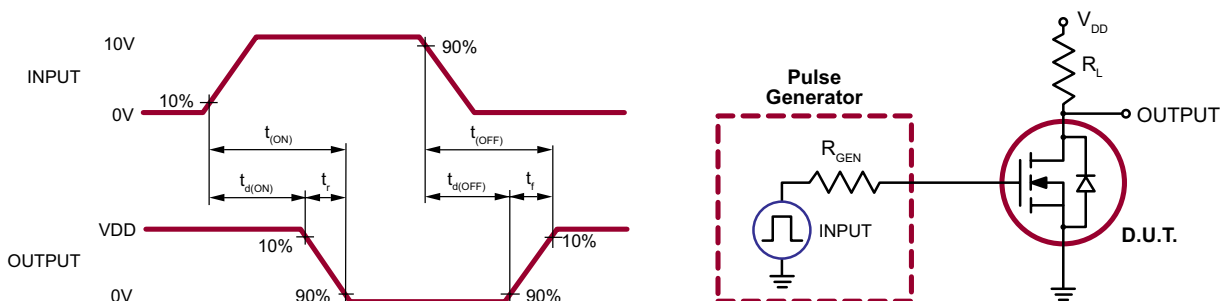 10V
90%
INPUT
10%
0V
t(ON)
t(OFF)
td(ON)
tr
td(OFF)
tf
VDD
10%
10%
OUTPUT
0V
90%
90%
VDD
RL
Pulse
Generator
OUTPUT
RGEN
INPUT
D.U.T.